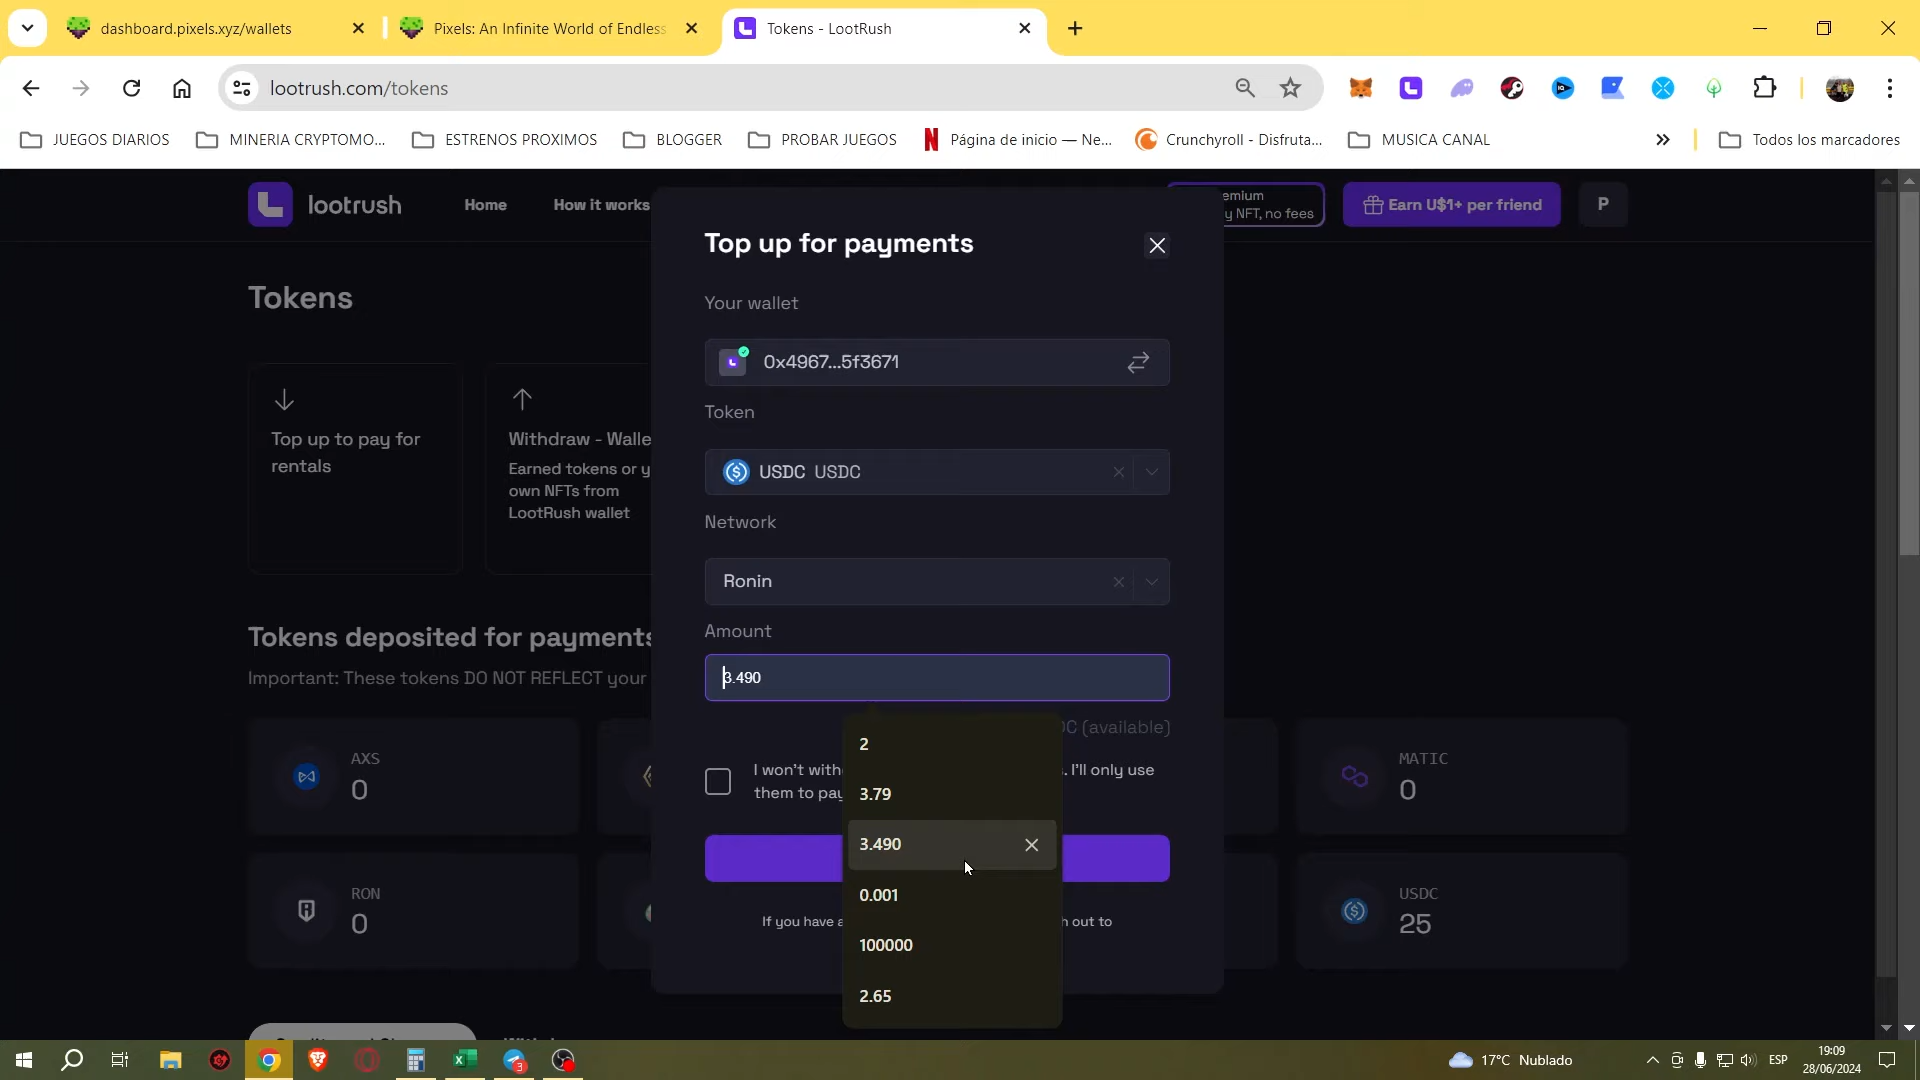 dashboard.pixels.xyz/wallets
Pixels: An Infinite World of Endless
Tokens - LootRush
lootrush.com/tokens
JUEGOS DIARIOS
MINERIA CRYPTOMO...
ESTRENOS PROXIMOS
BLOGGER
PROBAR JUEGOS
Página de inicio — Ne...
Crunchyroll - Disfruta...
MUSICA CANAL
Todos los marcadores
lootrush
Home
How it works
emium
y NFT, no fees
Earn U$1+ per friend
P
Tokens
Top up to pay for
rentals
Withdraw - Walle
Earned tokens or y
own NFTs from
LootRush wallet
Top up for payments
Your wallet
0x4967...5f3671
Token
USDC USDC
Network
Ronin
Amount
3.490
DC (available)
I won't with
. I'll only use
them to pay
2
3.79
3.490
0.001
100000
2.65
If you have a
h out to
Tokens deposited for payments
Important: These tokens DO NOT REFLECT your
AXS
0
MATIC
0
RON
0
USDC
25
3
17°C Nublado
ESP
19:09
28/06/2024